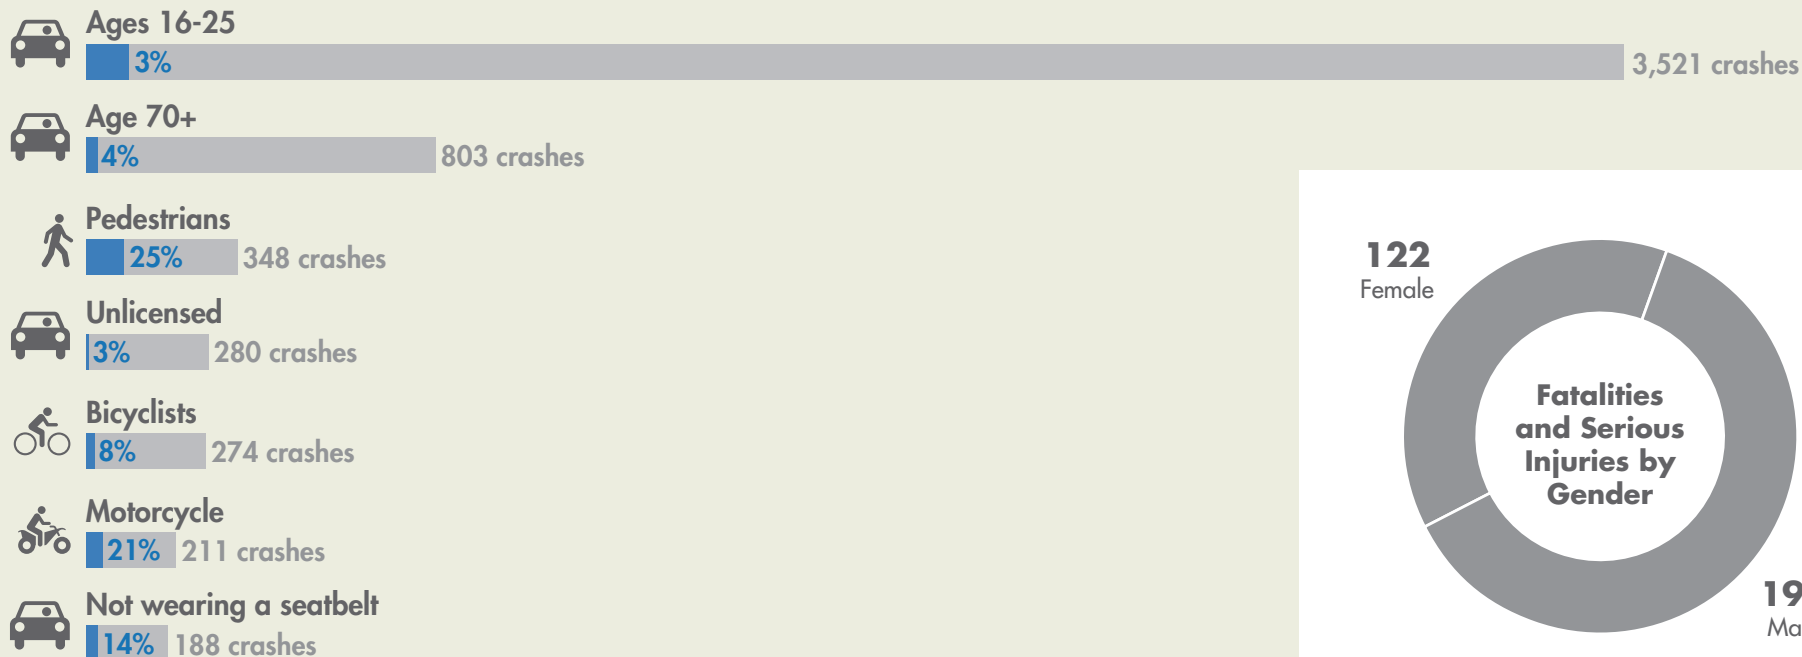 Ages 16-25
3%
3,521 crashes
Age 70+
4%
803 crashes
Pedestrians
25%
348 crashes
Unlicensed
3%
280 crashes
Bicyclists
8%
274 crashes
Motorcycle
21%
211 crashes
Not wearing a seatbelt
14%
188 crashes
122
Female
Fatalities
and Serious
Injuries by
Gender